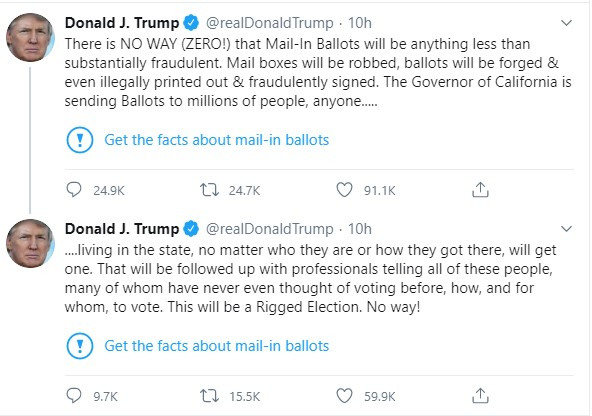 Donald J. Trump @realDonaldTrump · 10h
There is NO WAY (ZERO!) that Mail-In Ballots will be anything less than
substantially fraudulent. Mail boxes will be robbed, ballots will be forged &
even illegally printed out & fraudulently signed. The Governor of California is
sending Ballots to millions of people, anyone.....
Get the facts about mail-in ballots
24.9K 24.7K 91.1K
Donald J. Trump @realDonaldTrump · 10h
....living in the state, no matter who they are or how they got there, will get
one. That will be followed up with professionals telling all of these people,
many of whom have never even thought of voting before, how, and for
whom, to vote. This will be a Rigged Election. No way!
Get the facts about mail-in ballots
9.7K 15.5K 59.9K